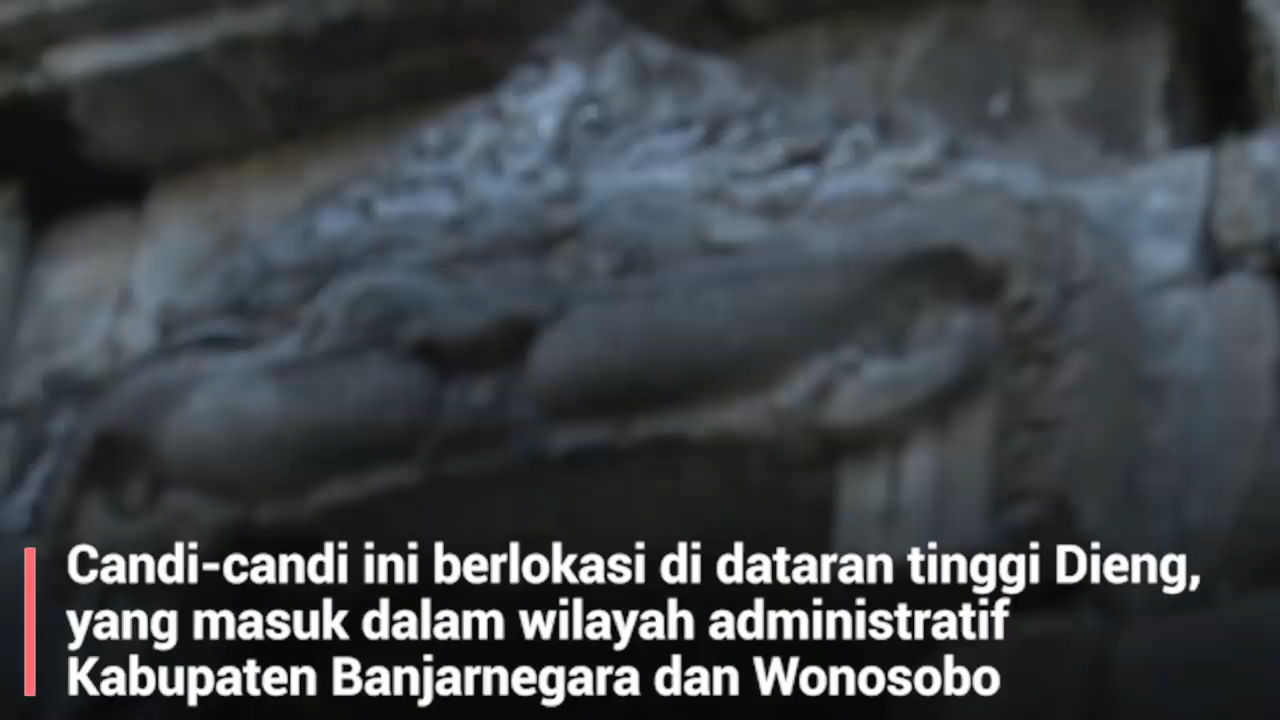 Candi-candi ini berlokasi di dataran tinggi Dieng,
yang masuk dalam wilayah administratif
Kabupaten Banjarnegara dan Wonosobo